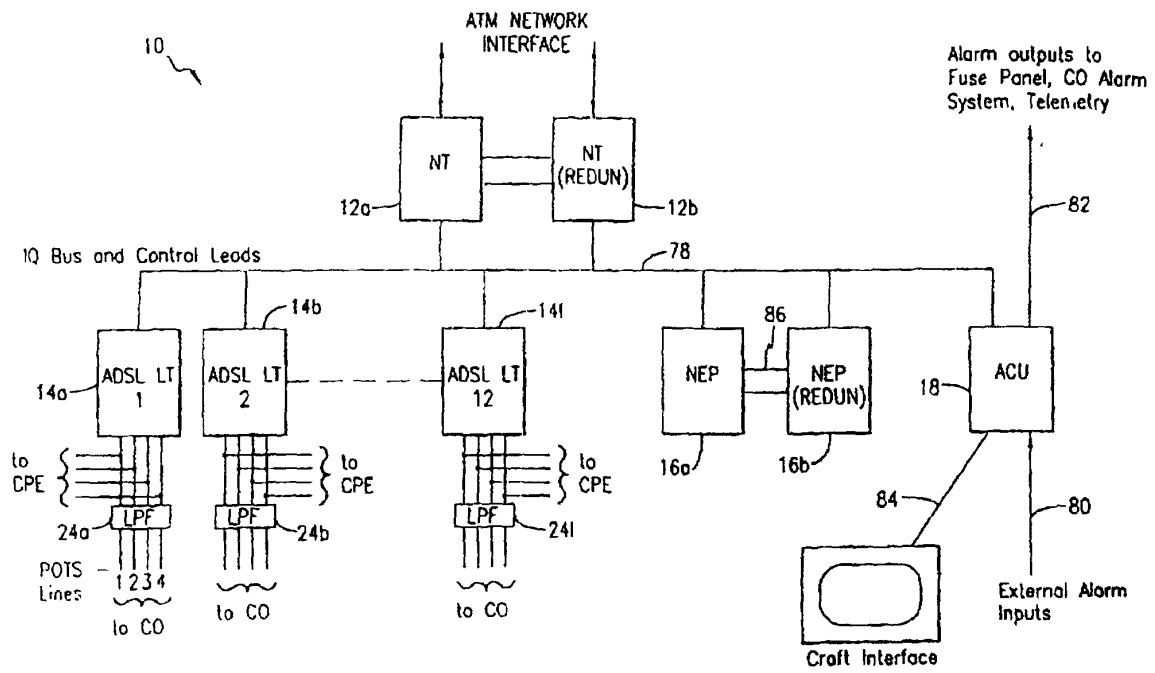 10
ATM NETWORK
INTERFACE
Alarm outputs to
Fuse Panel, CO Alarm
System, Telemetry
NT
NT
(REDUN)
12a
12b
82
IQ Bus and Control Leads
78
14b
14l
86
14a
ADSL LT
1
ADSL LT
2
ADSL LT
12
NEP
NEP
(REDUN)
18
ACU
16a
16b
to
CPE
to
CPE
to
CPE
84
80
24a
LPF
LPF
24b
LPF
24l
POTS
Lines
1 2 3 4
to CO
to CO
to CO
External Alarm
Inputs
Craft Interface